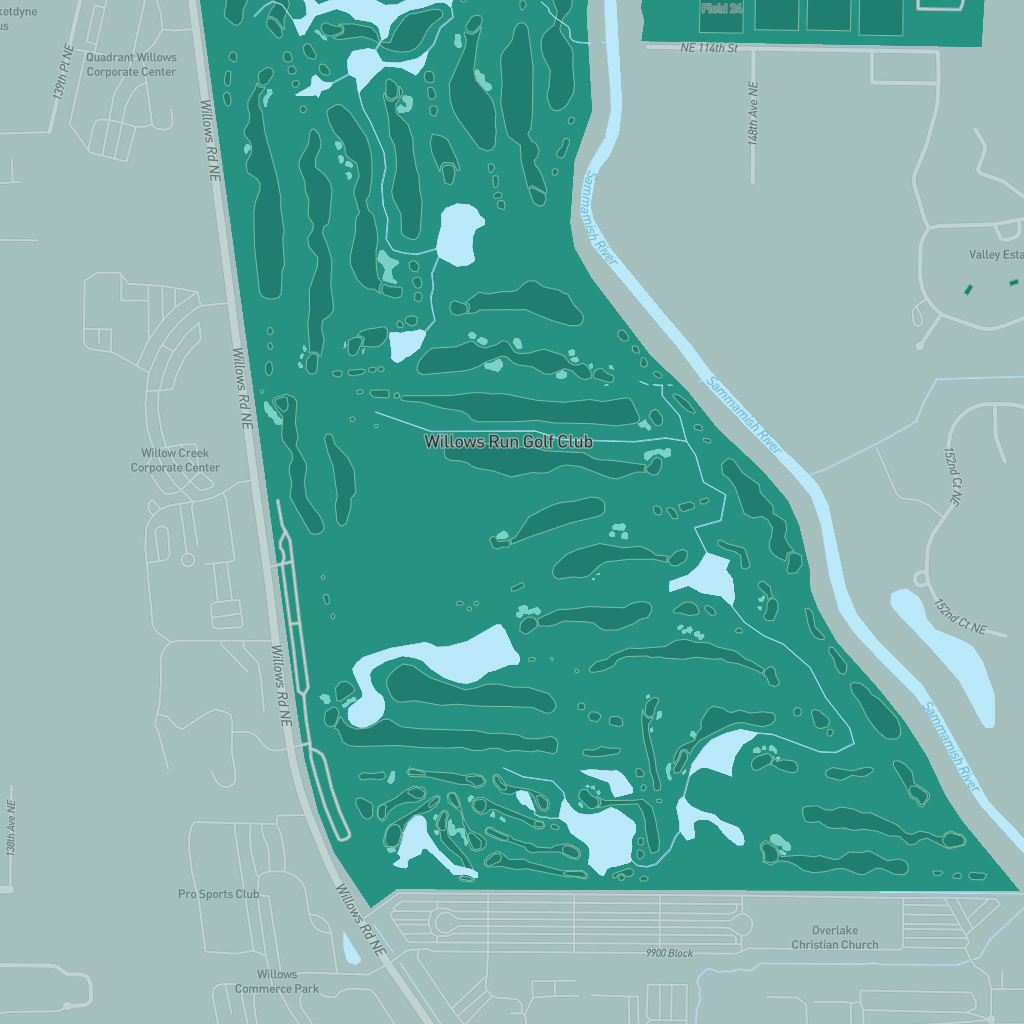 ketdyne
us
139th Pl NE
Quadrant Willows
Corporate Center
Willows Rd NE
Field 24
NE 114th St
148th Ave NE
Sammamish River
Valley Esta
Willows Rd NE
Sammamish River
Willows Run Golf Club
Willow Creek
Corporate Center
152nd Ct NE
152nd Ct NE
Willows Rd NE
Sammamish River
138th Ave NE
Pro Sports Club
Willows Rd NE
Overlake
Christian Church
9900 Block
Willows
Commerce Park